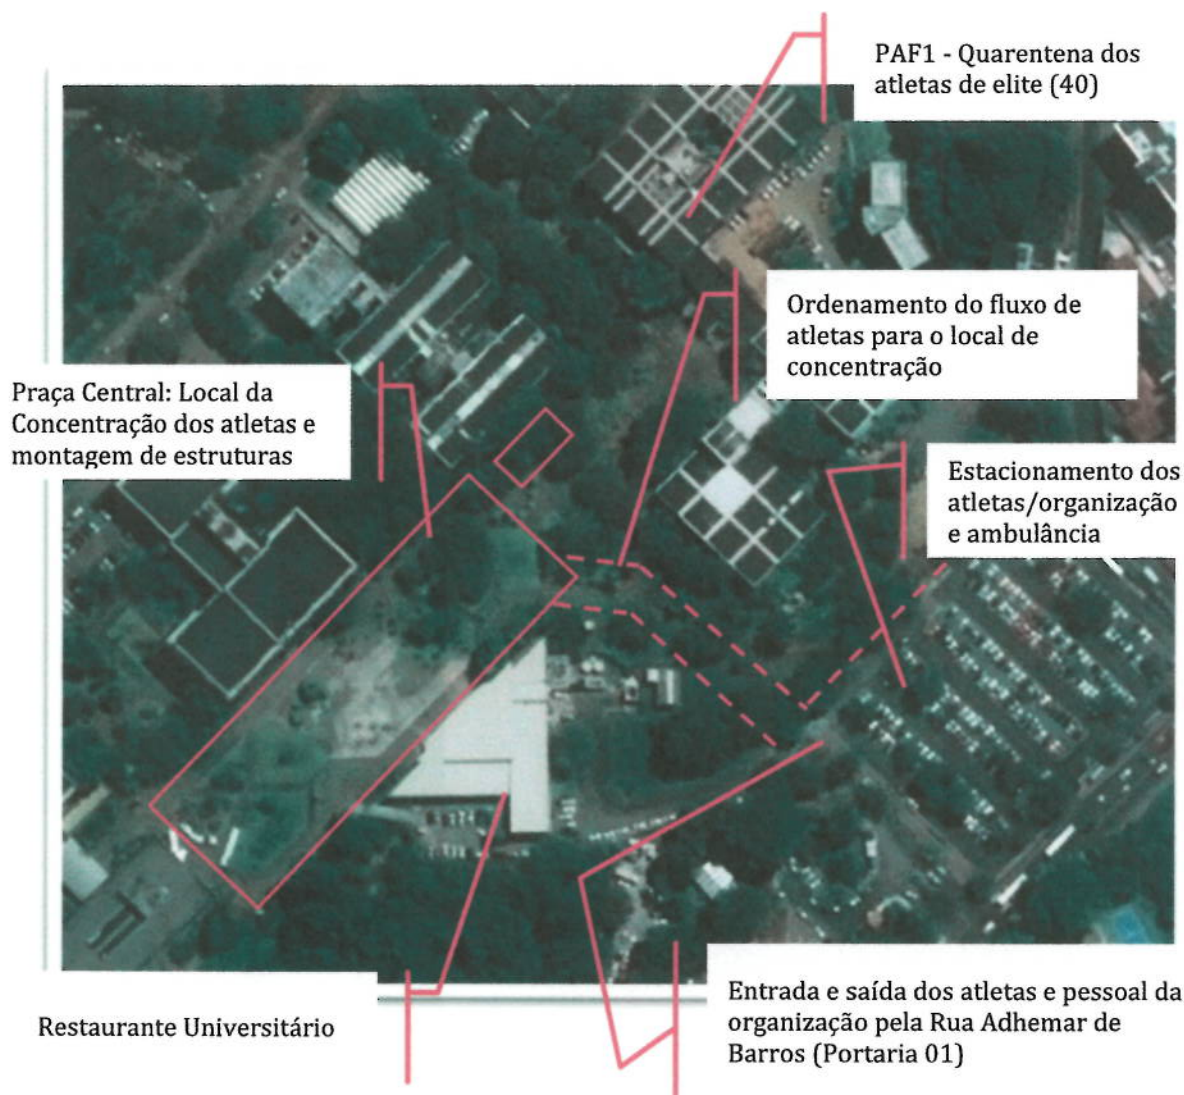 PAF1 - Quarentena dos
atletas de elite (40)
Ordenamento do fluxo de
atletas para o local de
concentração
Praça Central: Local da
Concentração dos atletas e
montagem de estruturas
Estacionamento dos
atletas/organização
e ambulância
Restaurante Universitário
Entrada e saída dos atletas e pessoal da
organização pela Rua Adhemar de
Barros (Portaria 01)